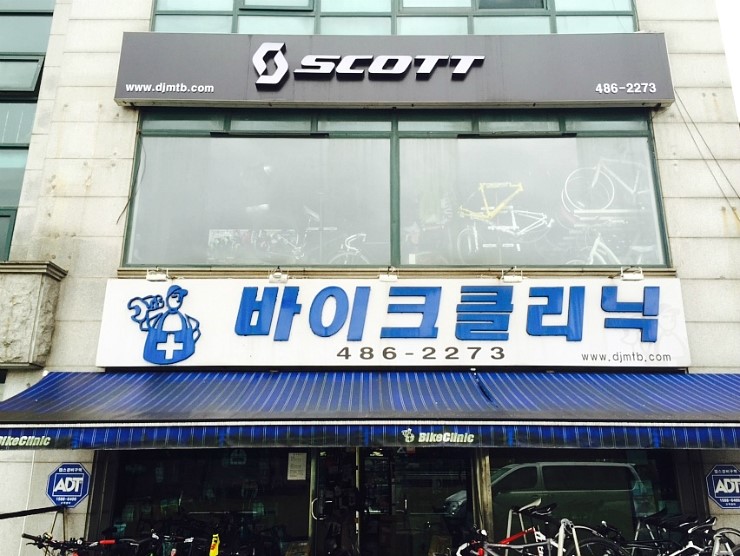 SCOTT
www.djmtb.com
486-2273
바이크클리닉
486-2273
www.djmtb.com
BikeClinic
BikeClinic
ADT
ADT